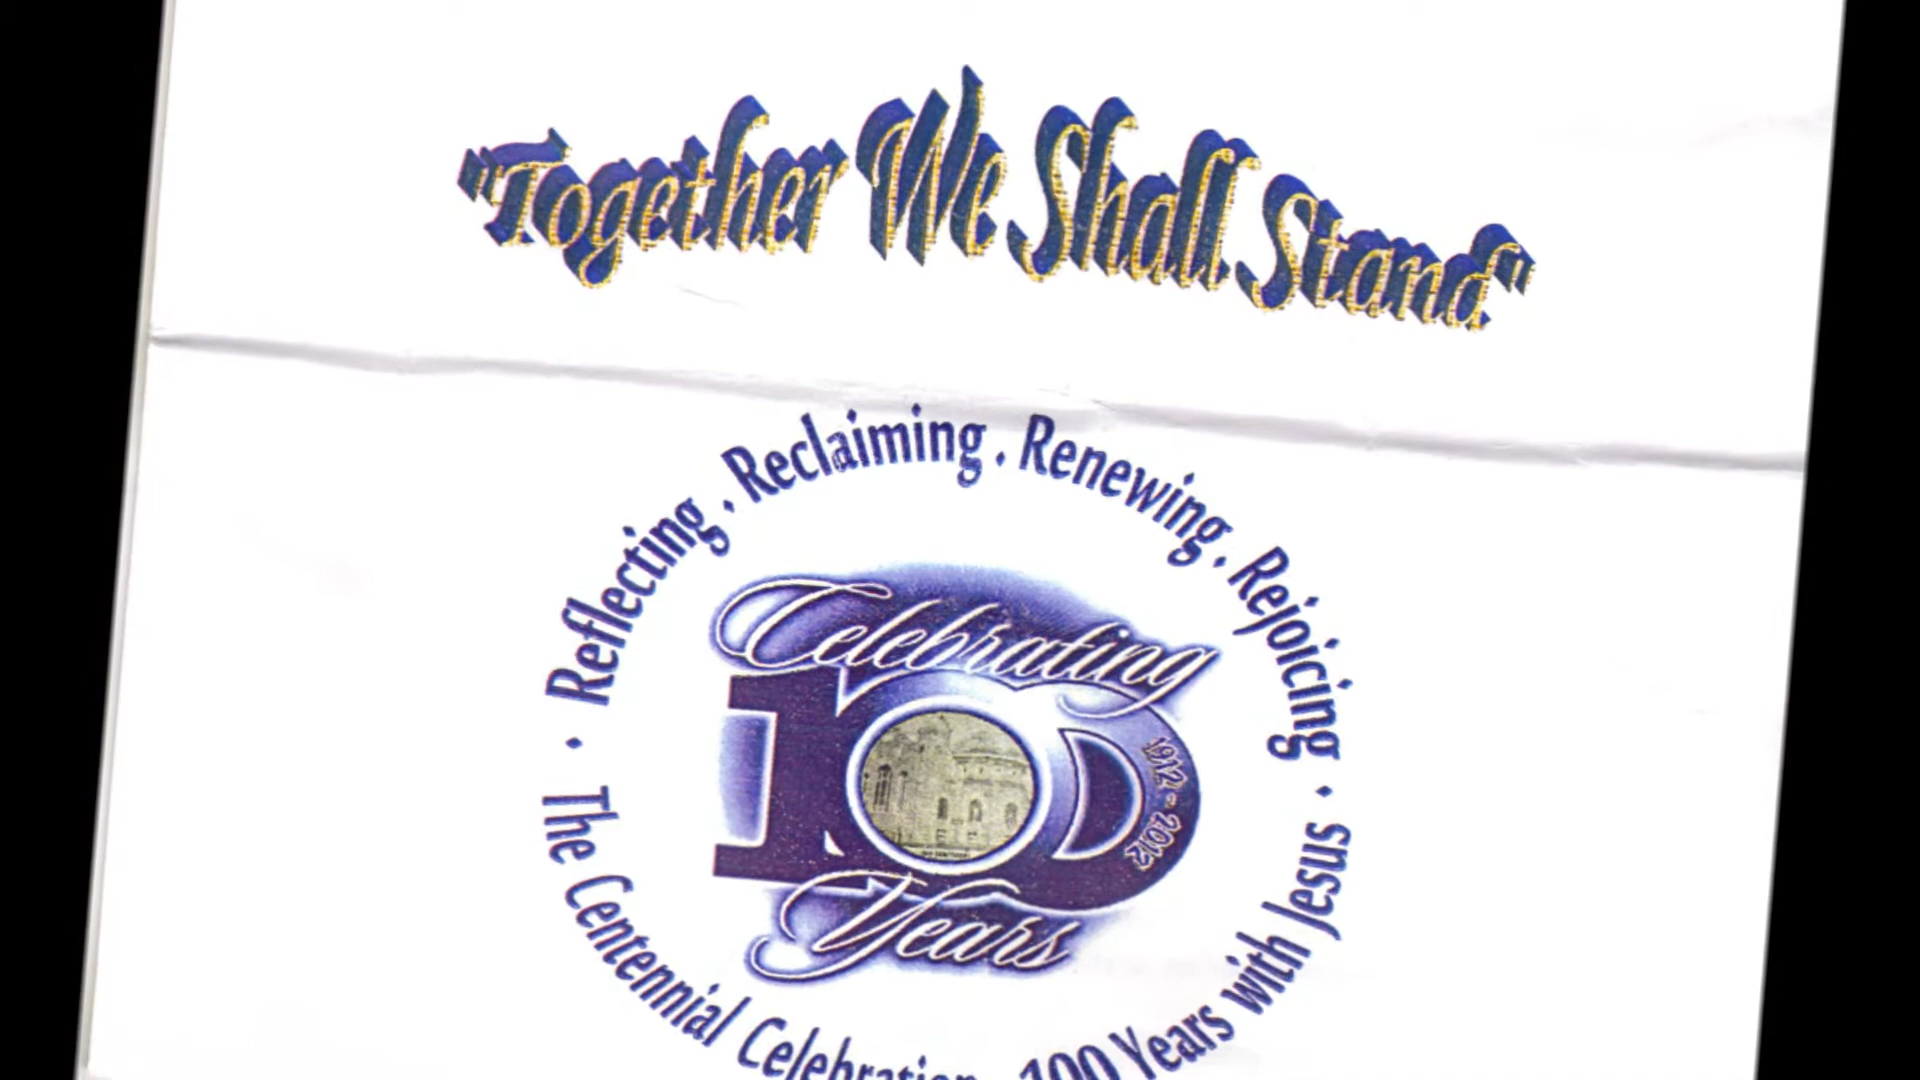 "Together We Shall Stand"
· Reflecting . Reclaiming . Renewing . Rejoicing ·
The Centennial Celebration . 100 Years with Jesus
Celebrating
100
1912 - 2012
Years